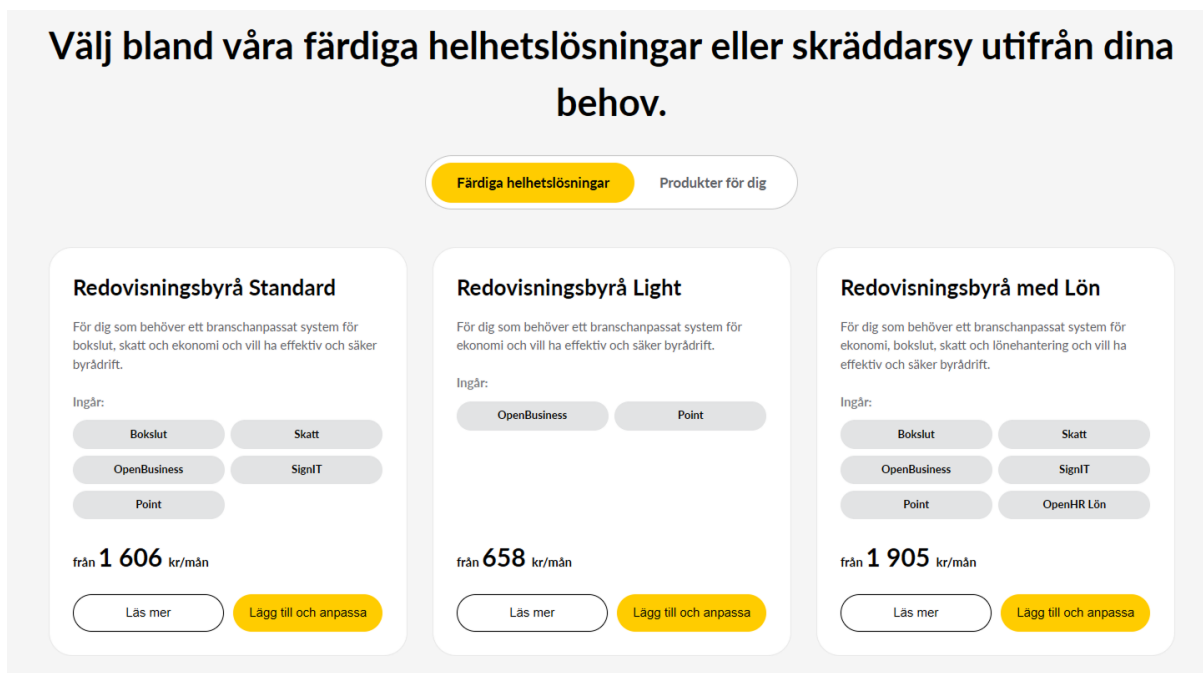 Välj bland våra färdiga helhetslösningar eller skräddarsy utifrån dina
behov.
Färdiga helhetslösningar
Produkter för dig
Redovisningsbyrå Standard
För dig som behöver ett branschanpassat system för
bokslut, skatt och ekonomi och vill ha effektiv och säker
byrådrift.
Ingår:
Bokslut
Skatt
OpenBusiness
SignIT
Point
från 1 606 kr/mån
Läs mer
Lägg till och anpassa
Redovisningsbyrå Light
För dig som behöver ett branschanpassat system för
ekonomi och vill ha effektiv och säker byrådrift.
Ingår:
OpenBusiness
Point
från 658 kr/mån
Läs mer
Lägg till och anpassa
Redovisningsbyrå med Lön
För dig som behöver ett branschanpassat system för
ekonomi, bokslut, skatt och lönehantering och vill ha
effektiv och säker byrådrift.
Ingår:
Bokslut
Skatt
OpenBusiness
SignIT
Point
OpenHR Lön
från 1 905 kr/mån
Läs mer
Lägg till och anpassa